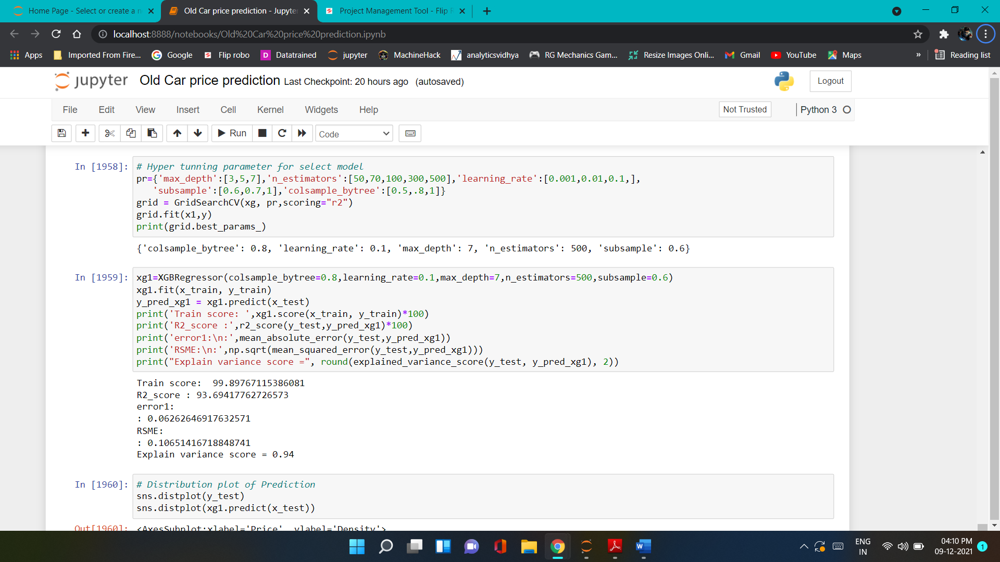 Home Page - Select or create a n
Old Car price prediction - Jupyte
Project Management Tool - Flip R
localhost:8888/notebooks/Old%20Car%20price%20prediction.ipynb
Apps Imported From Fire... Google Flip robo D Datatrained jupyter MachineHack analyticsvidhya RG Mechanics Gam... Resize Images Onli... Gmail YouTube Maps » Reading list
jupyter Old Car price prediction Last Checkpoint: 20 hours ago (autosaved) Logout
File Edit View Insert Cell Kernel Widgets Help Not Trusted Python 3
Run Code
In [1958]: # Hyper tunning parameter for select model
pr={'max_depth':[3,5,7],'n_estimators':[50,70,100,300,500],'learning_rate':[0.001,0.01,0.1,],
'subsample':[0.6,0.7,1],'colsample_bytree':[0.5,.8,1]}
grid = GridSearchCV(xg, pr,scoring="r2")
grid.fit(x1,y)
print(grid.best_params_)
{'colsample_bytree': 0.8, 'learning_rate': 0.1, 'max_depth': 7, 'n_estimators': 500, 'subsample': 0.6}
In [1959]: xg1=XGBRegressor(colsample_bytree=0.8,learning_rate=0.1,max_depth=7,n_estimators=500,subsample=0.6)
xg1.fit(x_train, y_train)
y_pred_xg1 = xg1.predict(x_test)
print('Train score: ',xg1.score(x_train, y_train)*100)
print('R2_score :',r2_score(y_test,y_pred_xg1)*100)
print('error1:\n:',mean_absolute_error(y_test,y_pred_xg1))
print('RSME:\n:',np.sqrt(mean_squared_error(y_test,y_pred_xg1)))
print("Explain variance score =", round(explained_variance_score(y_test, y_pred_xg1), 2))
Train score:  99.89767115386081
R2_score : 93.69417762726573
error1:
: 0.06262646917632571
RSME:
: 0.10651416718848741
Explain variance score = 0.94
In [1960]: # Distribution plot of Prediction
sns.distplot(y_test)
sns.distplot(xg1.predict(x_test))
Out[1960]: <AxesSubplot:xlabel='Price', ylabel='Density'>
ENG
IN
04:10 PM
09-12-2021
1